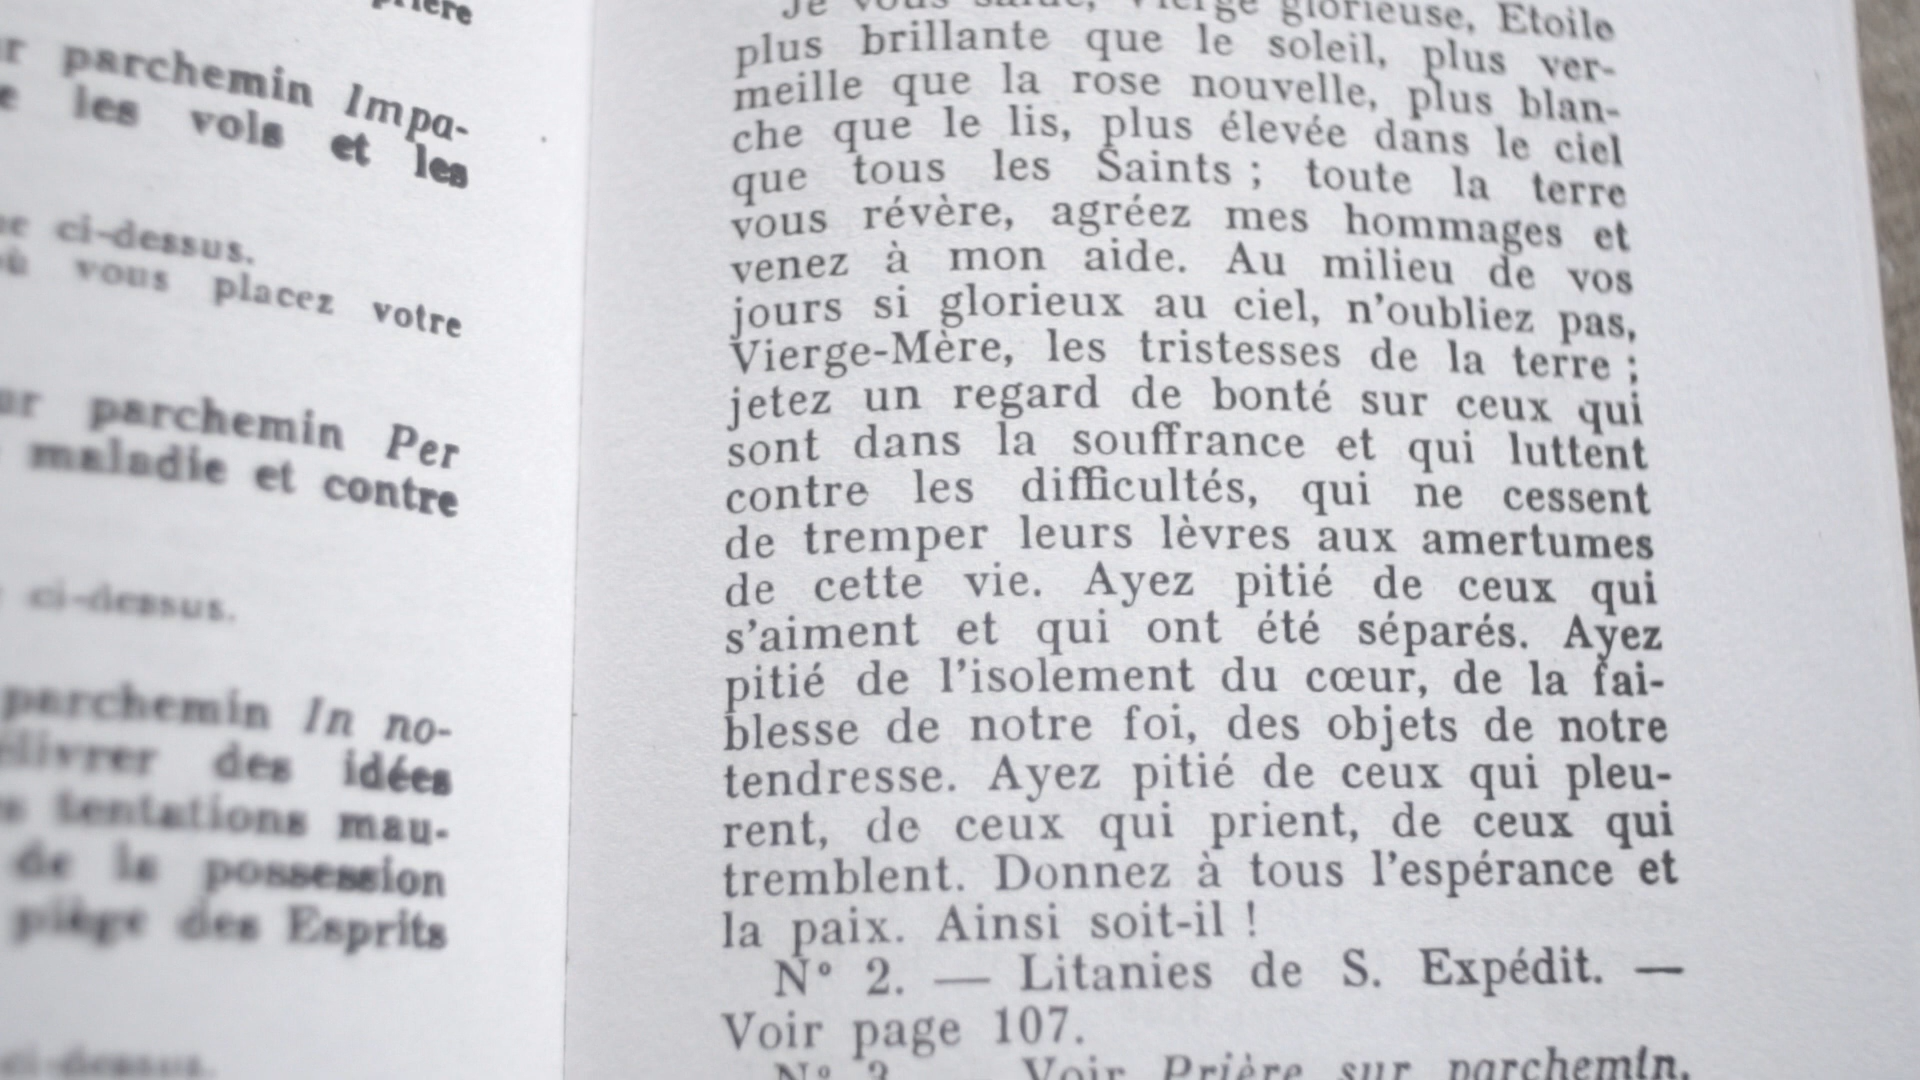 prière
parchemin Impa-
les vols et les
ci-dessus.
où vous placez votre
parchemin Per
maladie et contre
ci-dessus.
parchemin In no-
des idées
tentations mau-
de la possession
piège des Esprits
ci-dessus.
Je vous salue, Vierge glorieuse, Etoile
plus brillante que le soleil, plus ver-
meille que la rose nouvelle, plus blan-
che que le lis, plus élevée dans le ciel
que tous les Saints ; toute la terre
vous révère, agréez mes hommages et
venez à mon aide. Au milieu de vos
jours si glorieux au ciel, n'oubliez pas,
Vierge-Mère, les tristesses de la terre ;
jetez un regard de bonté sur ceux qui
sont dans la souffrance et qui luttent
contre les difficultés, qui ne cessent
de tremper leurs lèvres aux amertumes
de cette vie. Ayez pitié de ceux qui
s'aiment et qui ont été séparés. Ayez
pitié de l'isolement du cœur, de la fai-
blesse de notre foi, des objets de notre
tendresse. Ayez pitié de ceux qui pleu-
rent, de ceux qui prient, de ceux qui
tremblent. Donnez à tous l'espérance et
la paix. Ainsi soit-il !
N° 2. — Litanies de S. Expédit. —
Voir page 107.
N° 3. Voir Prière sur parchemin.